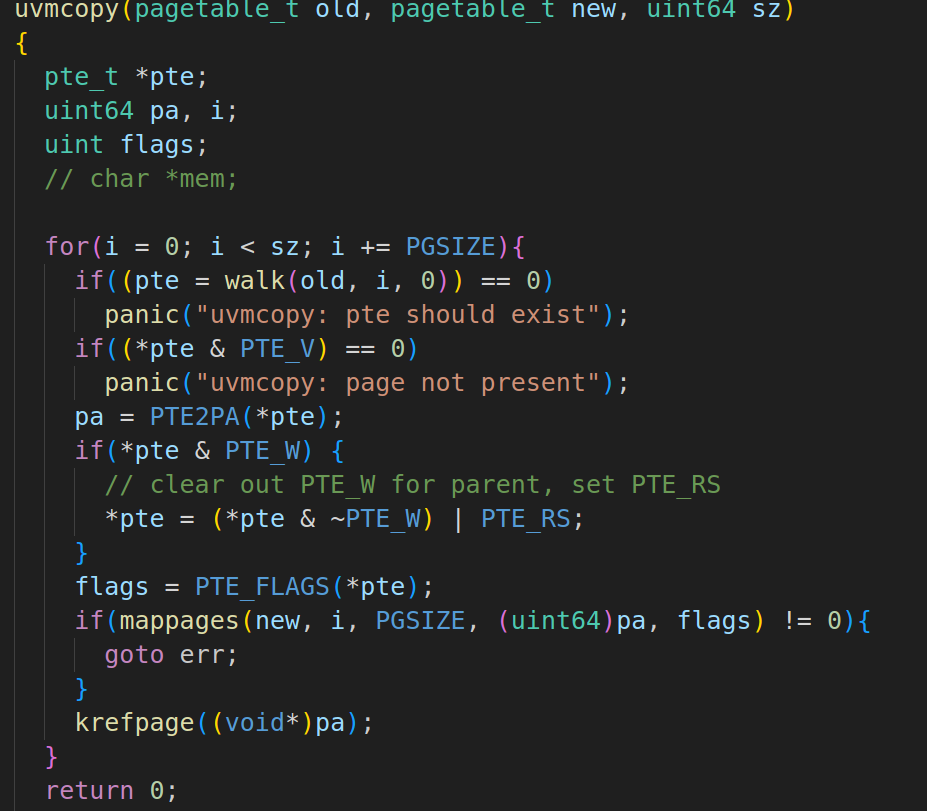 uvmcopy(pagetable_t old, pagetable_t new, uint64 sz)
{
  pte_t *pte;
  uint64 pa, i;
  uint flags;
  // char *mem;

  for(i = 0; i < sz; i += PGSIZE){
    if((pte = walk(old, i, 0)) == 0)
      panic("uvmcopy: pte should exist");
    if((*pte & PTE_V) == 0)
      panic("uvmcopy: page not present");
    pa = PTE2PA(*pte);
    if(*pte & PTE_W) {
      // clear out PTE_W for parent, set PTE_RS
      *pte = (*pte & ~PTE_W) | PTE_RS;
    }
    flags = PTE_FLAGS(*pte);
    if(mappages(new, i, PGSIZE, (uint64)pa, flags) != 0){
      goto err;
    }
    krefpage((void*)pa);
  }
  return 0;